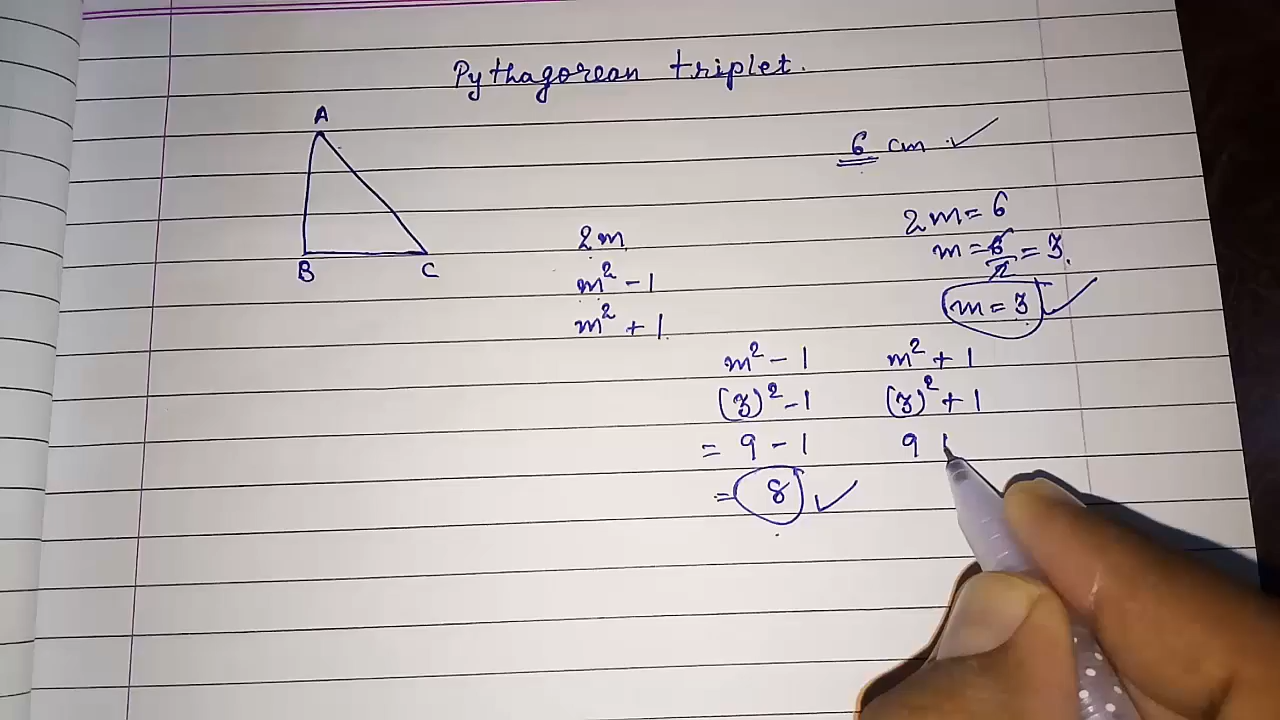 Pythagorean triplet.
A
B
C
6 cm ✓
2m
m² - 1
m² + 1
2m = 6
m = 6/2 = 3.
m = 3 ✓
m² - 1
(3)² - 1
= 9 - 1
= 8 ✓
m² + 1
(3)² + 1
9